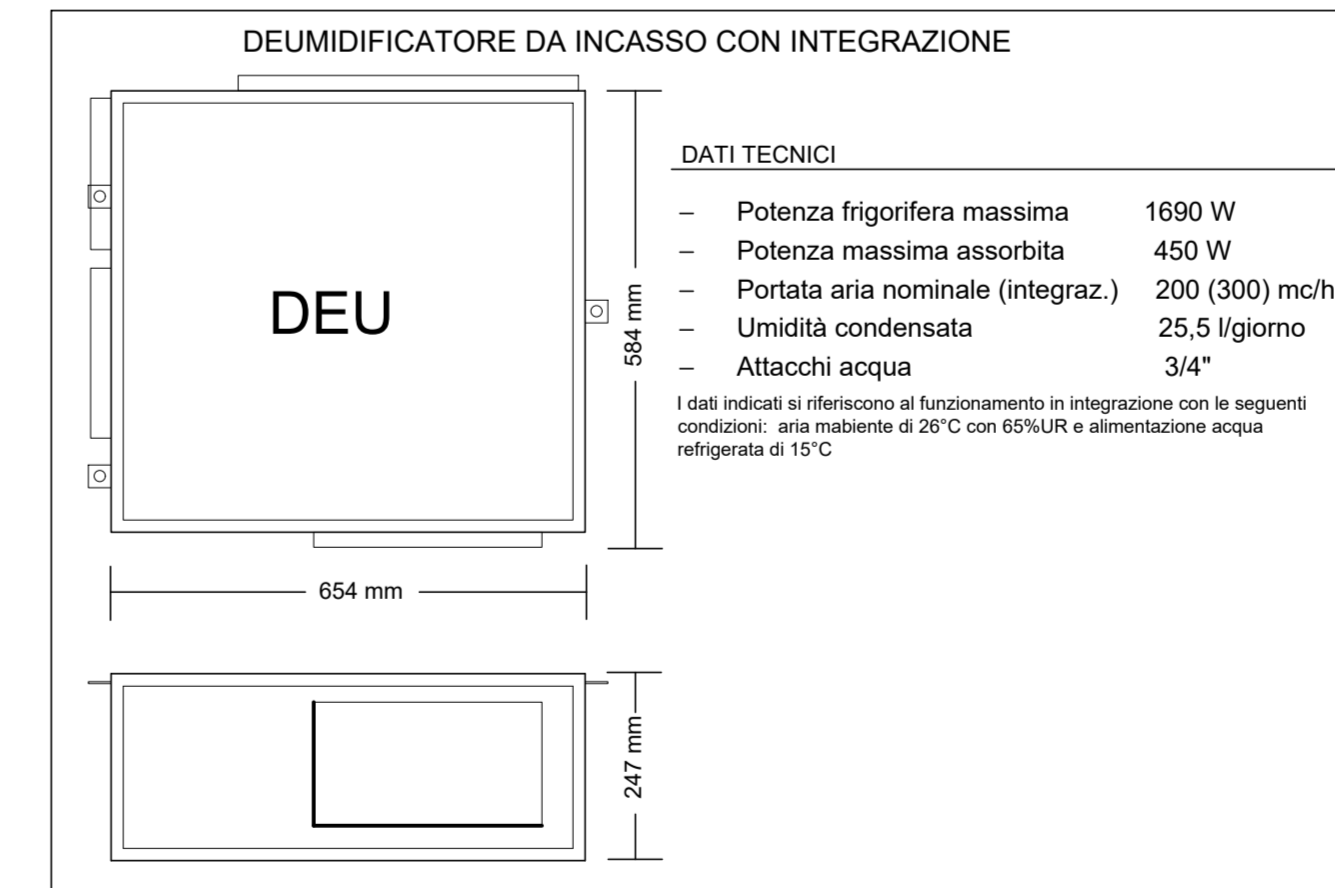 DEUMIDIFICATORE DA INCASSO CON INTEGRAZIONE
DEU
584 mm
654 mm
247 mm
DATI TECNICI
– Potenza frigorifera massima 1690 W
– Potenza massima assorbita 450 W
– Portata aria nominale (integraz.) 200 (300) mc/h
– Umidità condensata 25,5 l/giorno
– Attacchi acqua 3/4"
I dati indicati si riferiscono al funzionamento in integrazione con le seguenti
condizioni: aria mabiente di 26°C con 65%UR e alimentazione acqua
refrigerata di 15°C